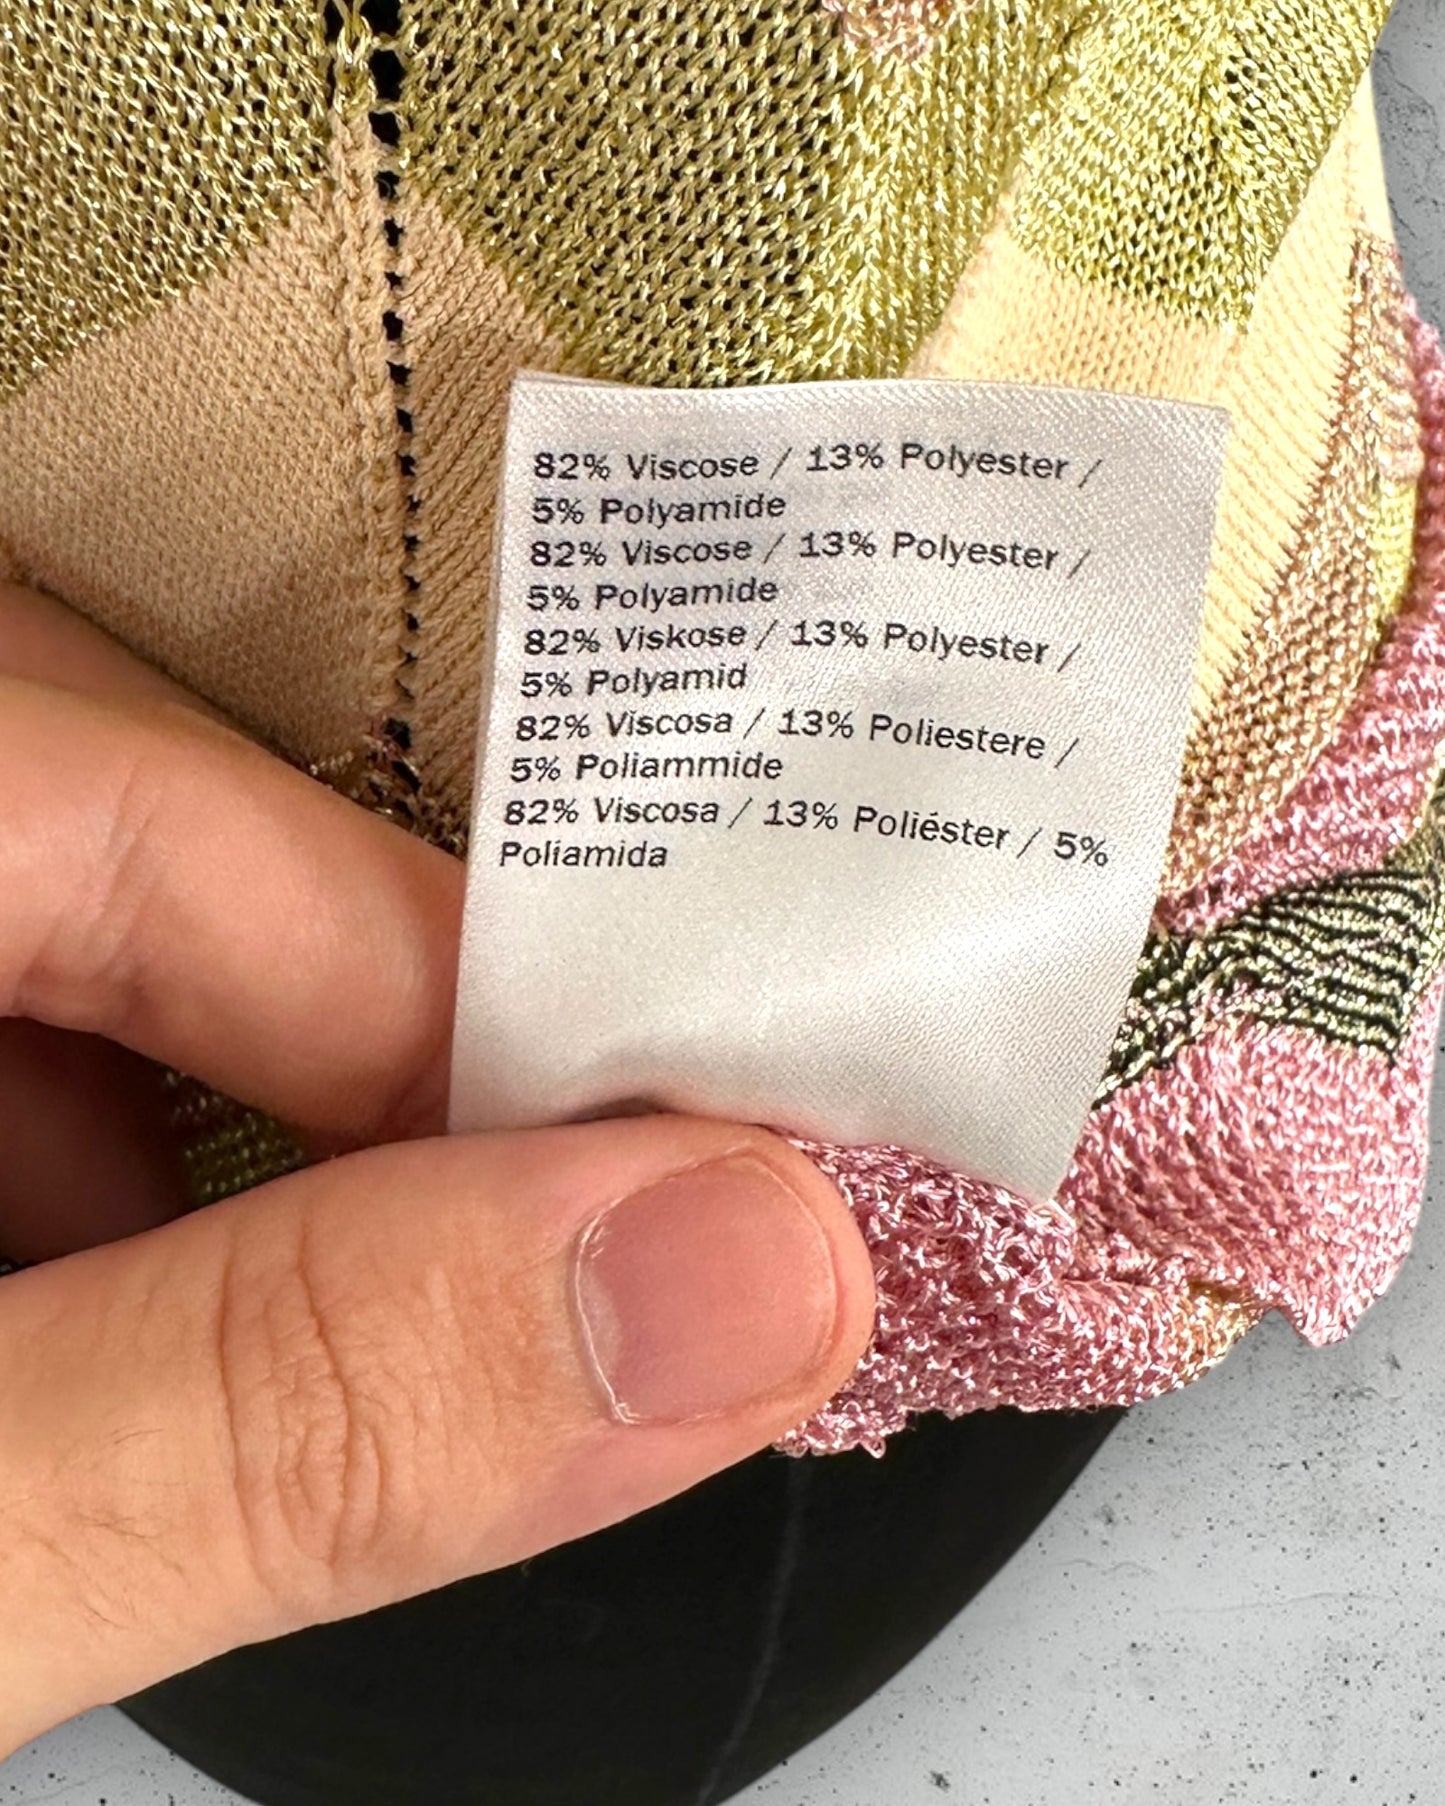 82% Viscose / 13% Polyester /
5% Polyamide
82% Viscose / 13% Polyester /
5% Polyamide
82% Viskose / 13% Polyester /
5% Polyamid
82% Viscosa / 13% Poliestere /
5% Poliammide
82% Viscosa / 13% Poliéster / 5%
Poliamida